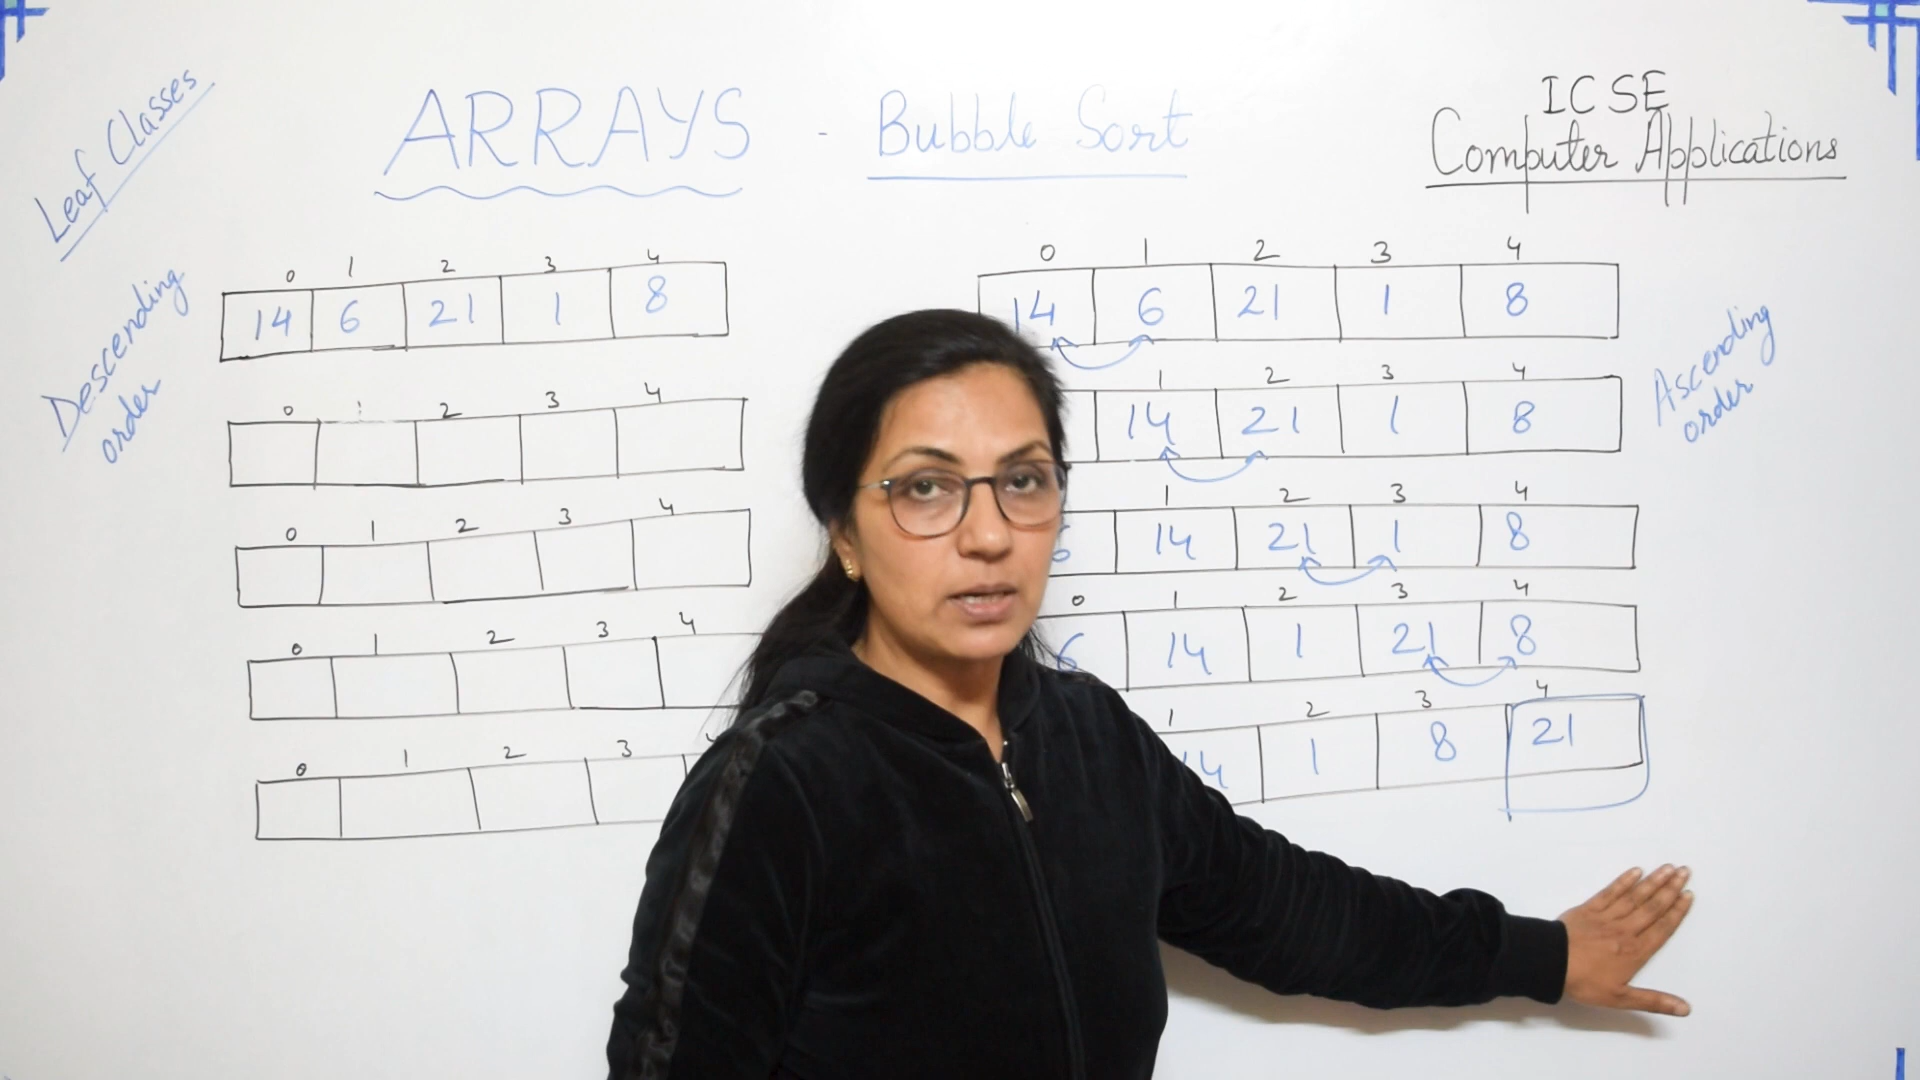 Leaf Classes
ARRAYS - Bubble Sort
ICSE
Computer Applications
Descending
order
0 1 2 3 4
14 6 21 1 8
0 1 2 3 4
0 1 2 3 4
0 1 2 3 4
0 1 2 3
0 1 2 3 4
14 6 21 1 8
1 2 3 4
14 21 1 8
1 2 3 4
6 14 21 1 8
0 1 2 3 4
6 14 1 21 8
1 2 3 4
14 1 8 21
Ascending
order